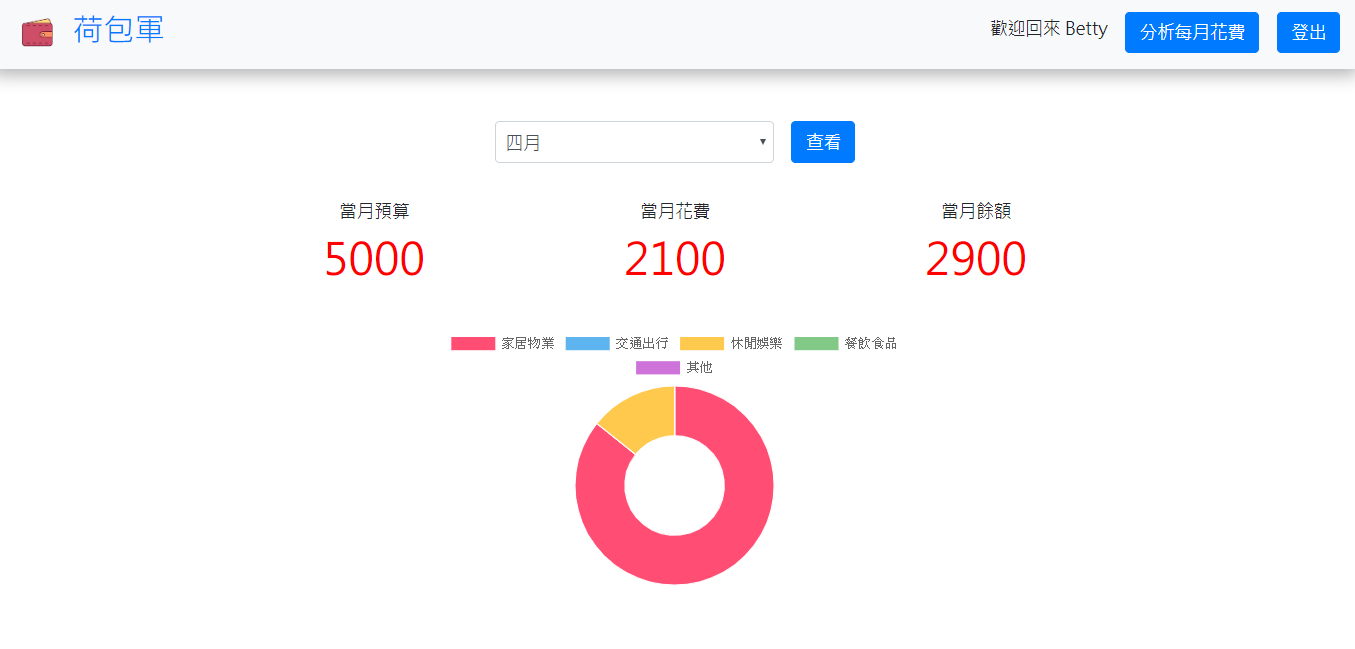 荷包軍
歡迎回來 Betty
分析每月花費
登出
四月
查看
當月預算
當月花費
當月餘額
5000
2100
2900
家居物業 交通出行 休閒娛樂 餐飲食品
其他